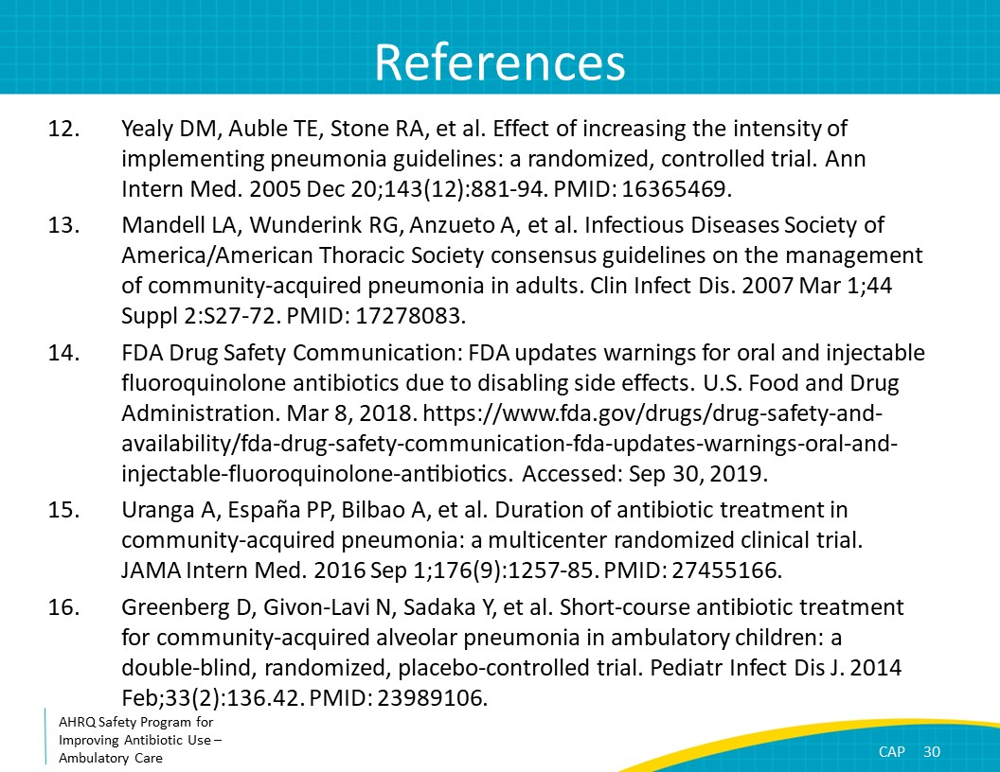 References
12. Yealy DM, Auble TE, Stone RA, et al. Effect of increasing the intensity of
implementing pneumonia guidelines: a randomized, controlled trial. Ann
Intern Med. 2005 Dec 20;143(12):881-94. PMID: 16365469.
13. Mandell LA, Wunderink RG, Anzueto A, et al. Infectious Diseases Society of
America/American Thoracic Society consensus guidelines on the management
of community-acquired pneumonia in adults. Clin Infect Dis. 2007 Mar 1;44
Suppl 2:S27-72. PMID: 17278083.
14. FDA Drug Safety Communication: FDA updates warnings for oral and injectable
fluoroquinolone antibiotics due to disabling side effects. U.S. Food and Drug
Administration. Mar 8, 2018. https://www.fda.gov/drugs/drug-safety-and-
availability/fda-drug-safety-communication-fda-updates-warnings-oral-and-
injectable-fluoroquinolone-antibiotics. Accessed: Sep 30, 2019.
15. Uranga A, España PP, Bilbao A, et al. Duration of antibiotic treatment in
community-acquired pneumonia: a multicenter randomized clinical trial.
JAMA Intern Med. 2016 Sep 1;176(9):1257-85. PMID: 27455166.
16. Greenberg D, Givon-Lavi N, Sadaka Y, et al. Short-course antibiotic treatment
for community-acquired alveolar pneumonia in ambulatory children: a
double-blind, randomized, placebo-controlled trial. Pediatr Infect Dis J. 2014
Feb;33(2):136.42. PMID: 23989106.
AHRQ Safety Program for
Improving Antibiotic Use –
Ambulatory Care
CAP 30